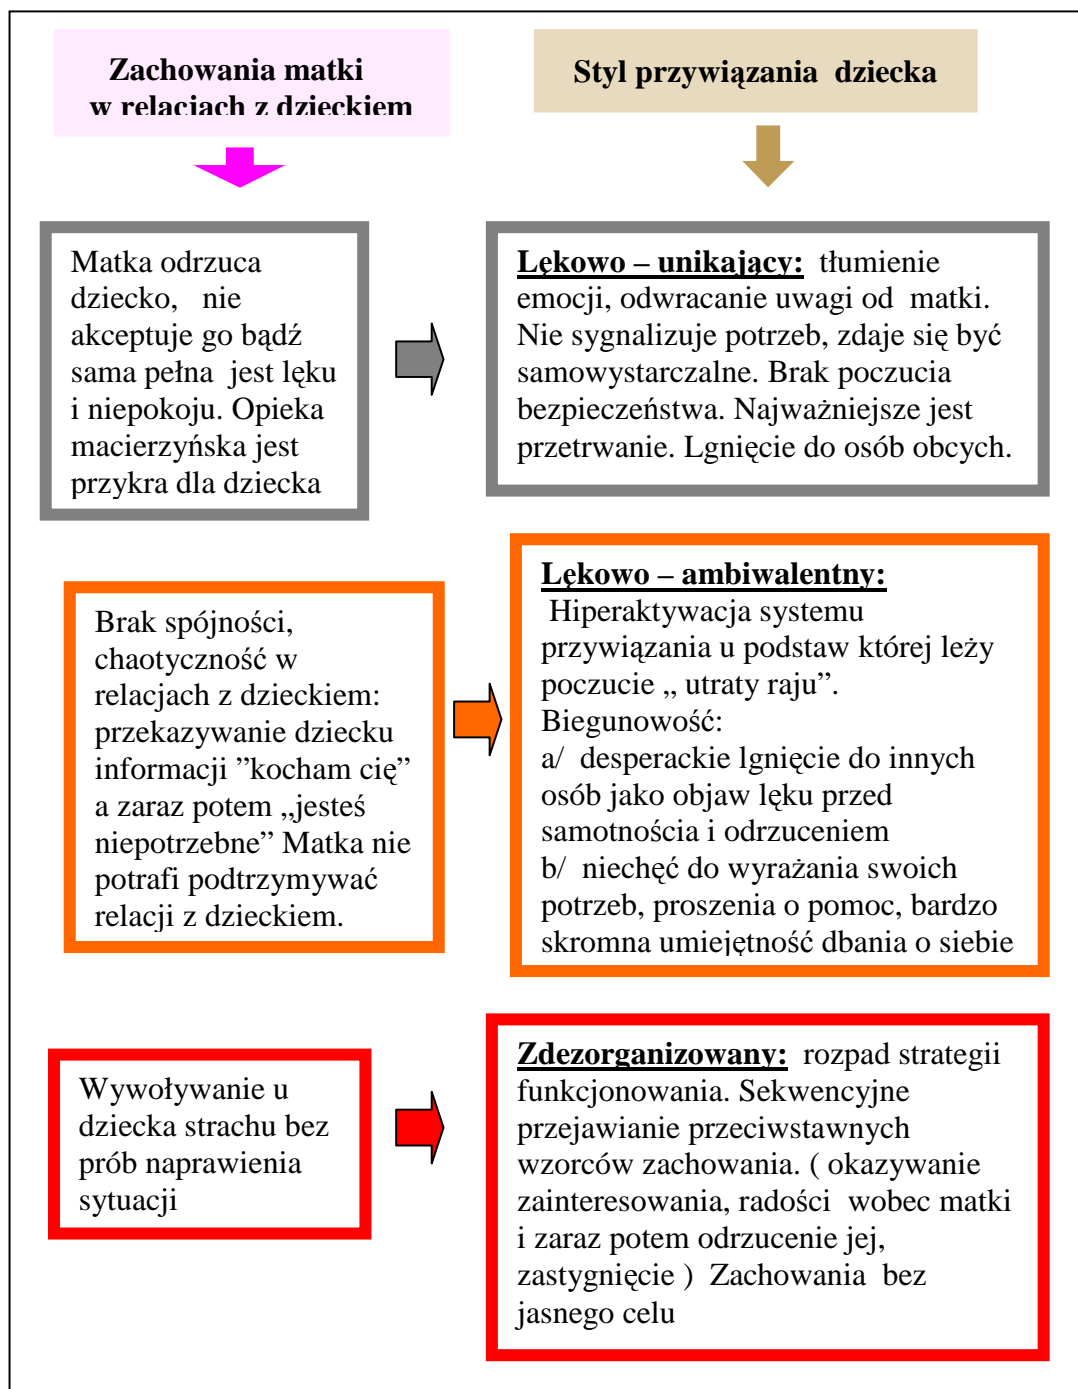 Zachowania matki
w relacjach z dzieckiem
Styl przywiązania dziecka
Matka odrzuca
dziecko, nie
akceptuje go bądź
sama pełna jest lęku
i niepokoju. Opieka
macierzyńska jest
przykra dla dziecka
Lękowo – unikający: tłumienie
emocji, odwracanie uwagi od matki.
Nie sygnalizuje potrzeb, zdaje się być
samowystarczalne. Brak poczucia
bezpieczeństwa. Najważniejsze jest
przetrwanie. Lgnięcie do osób obcych.
Brak spójności,
chaotyczność w
relacjach z dzieckiem:
przekazywanie dziecku
informacji ”kocham cię”
a zaraz potem „jesteś
niepotrzebne” Matka nie
potrafi podtrzymywać
relacji z dzieckiem.
Lękowo – ambiwalentny:
Hiperaktywacja systemu
przywiązania u podstaw której leży
poczucie „ utraty raju”.
Biegunowość:
a/ desperackie lgnięcie do innych
osób jako objaw lęku przed
samotnościa i odrzuceniem
b/ niechęć do wyrażania swoich
potrzeb, proszenia o pomoc, bardzo
skromna umiejętność dbania o siebie
Wywoływanie u
dziecka strachu bez
prób naprawienia
sytuacji
Zdezorganizowany: rozpad strategii
funkcjonowania. Sekwencyjne
przejawianie przeciwstawnych
wzorców zachowania. ( okazywanie
zainteresowania, radości wobec matki
i zaraz potem odrzucenie jej,
zastygnięcie ) Zachowania bez
jasnego celu